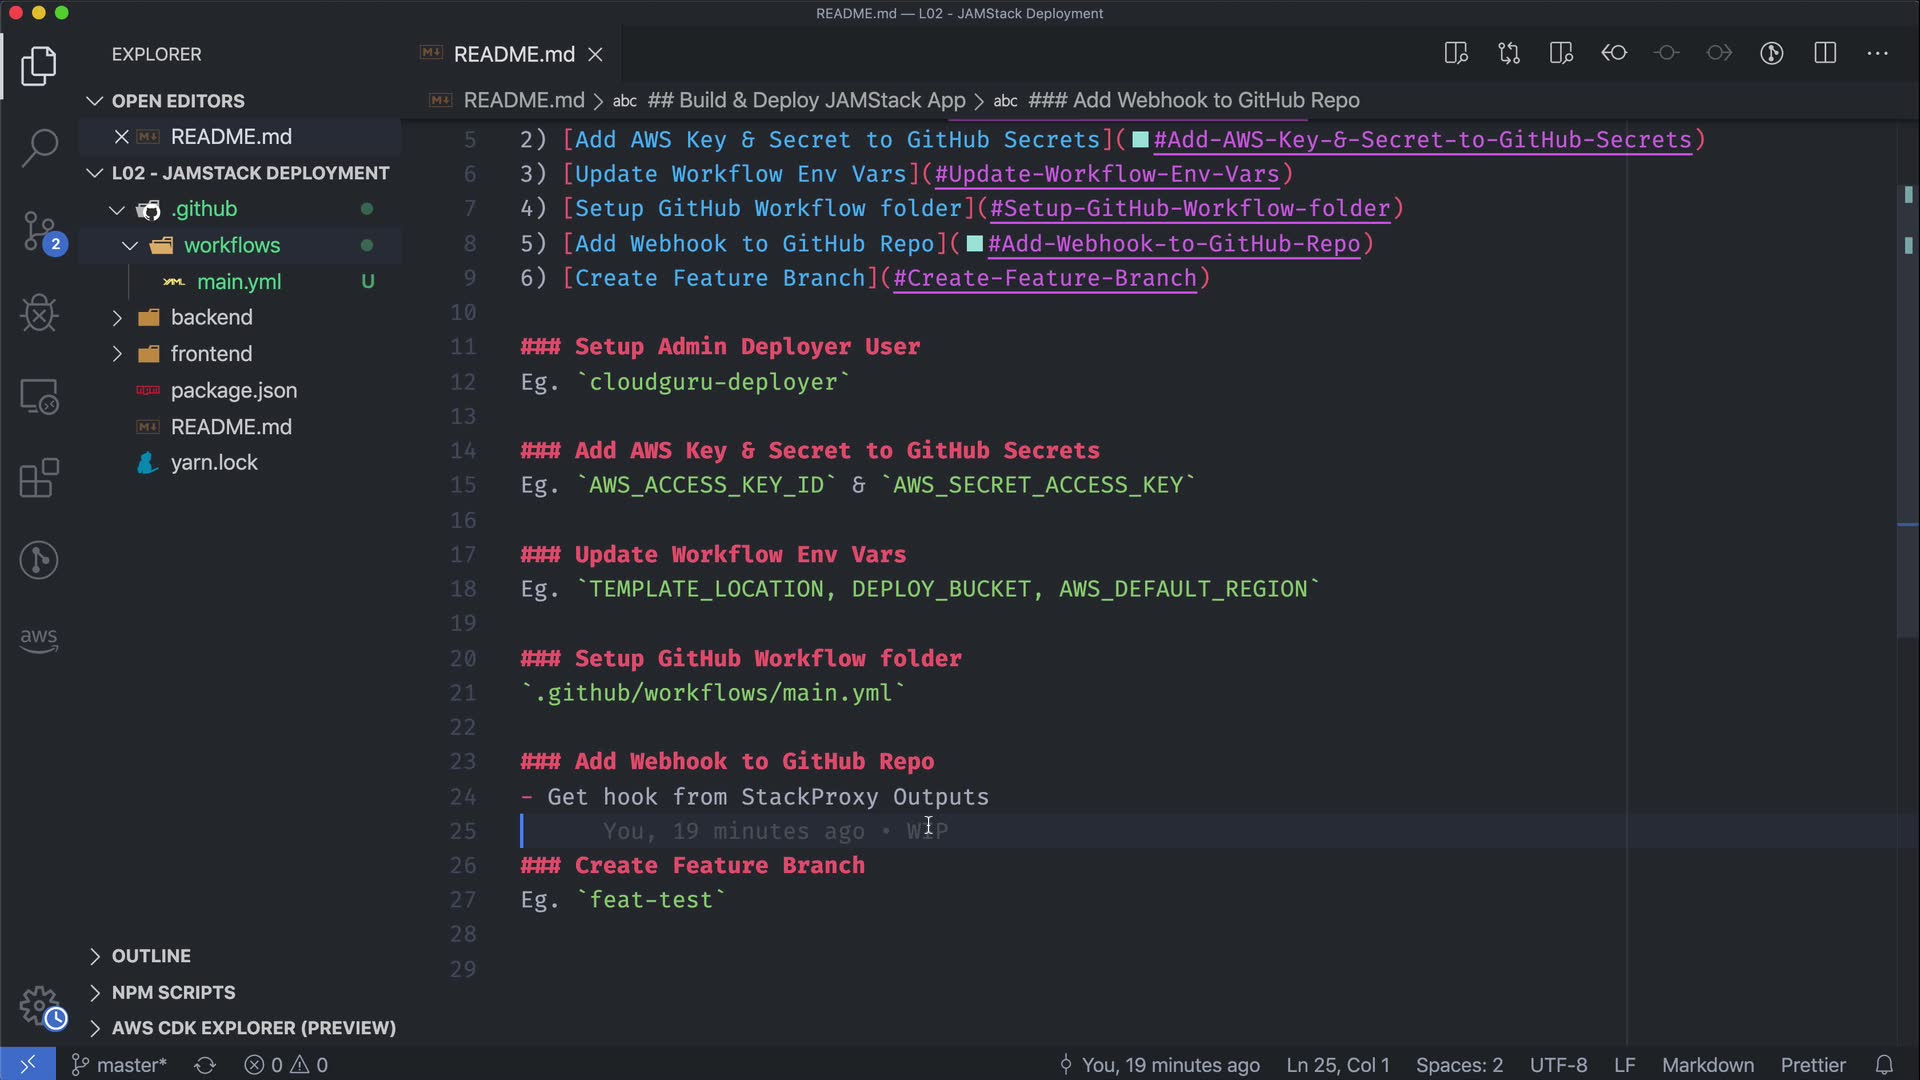 README.md — L02 - JAMStack Deployment
EXPLORER
README.md
OPEN EDITORS
README.md > abc ## Build & Deploy JAMStack App > abc ### Add Webhook to GitHub Repo
README.md
L02 - JAMSTACK DEPLOYMENT
.github
workflows
main.yml U
backend
frontend
package.json
README.md
yarn.lock
OUTLINE
NPM SCRIPTS
AWS CDK EXPLORER (PREVIEW)
2
aws
5 2) [Add AWS Key & Secret to GitHub Secrets](#Add-AWS-Key-&-Secret-to-GitHub-Secrets)
6 3) [Update Workflow Env Vars](#Update-Workflow-Env-Vars)
7 4) [Setup GitHub Workflow folder](#Setup-GitHub-Workflow-folder)
8 5) [Add Webhook to GitHub Repo](#Add-Webhook-to-GitHub-Repo)
9 6) [Create Feature Branch](#Create-Feature-Branch)
10
11 ### Setup Admin Deployer User
12 Eg. `cloudguru-deployer`
13
14 ### Add AWS Key & Secret to GitHub Secrets
15 Eg. `AWS_ACCESS_KEY_ID` & `AWS_SECRET_ACCESS_KEY`
16
17 ### Update Workflow Env Vars
18 Eg. `TEMPLATE_LOCATION, DEPLOY_BUCKET, AWS_DEFAULT_REGION`
19
20 ### Setup GitHub Workflow folder
21 `.github/workflows/main.yml`
22
23 ### Add Webhook to GitHub Repo
24 - Get hook from StackProxy Outputs
25 You, 19 minutes ago • WIP
26 ### Create Feature Branch
27 Eg. `feat-test`
28
29
master* 0 0 You, 19 minutes ago Ln 25, Col 1 Spaces: 2 UTF-8 LF Markdown Prettier